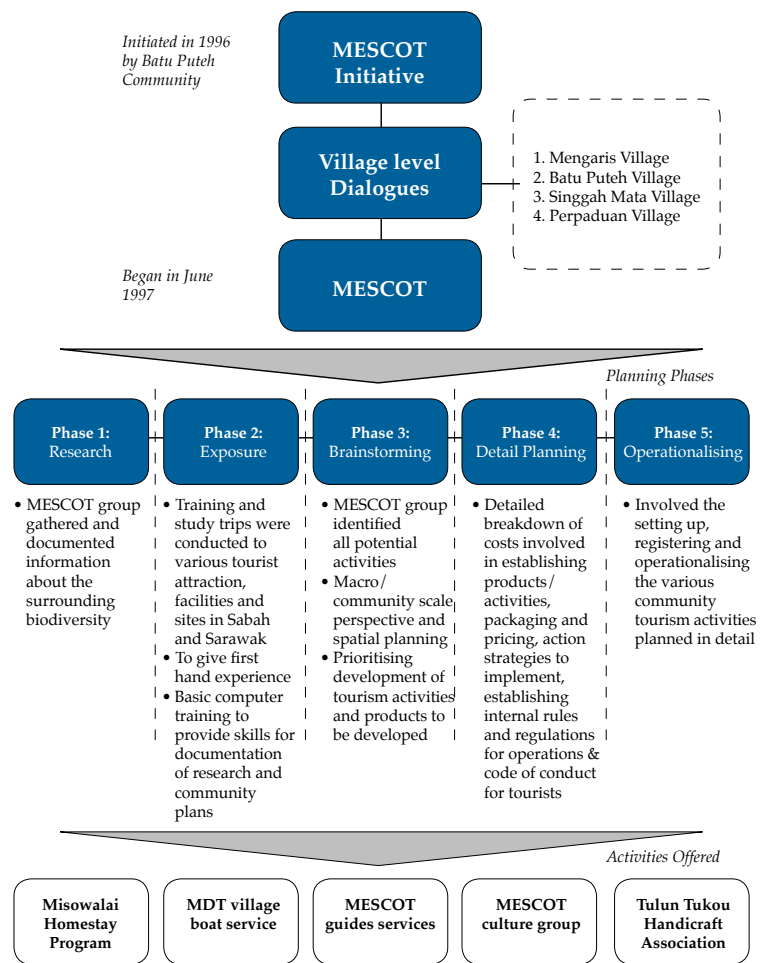 Initiated in 1996
by Batu Puteh
Community
MESCOT
Initiative
Village level
Dialogues
1. Mengaris Village
2. Batu Puteh Village
3. Singgah Mata Village
4. Perpaduan Village
Began in June
1997
MESCOT
Planning Phases
Phase 1:
Research
• MESCOT group
gathered and
documented
information
about the
surrounding
biodiversity
Phase 2:
Exposure
• Training and
study trips were
conducted to
various tourist
attraction,
facilities and
sites in Sabah
and Sarawak
• To give first
hand experience
• Basic computer
training to
provide skills for
documentation
of research and
community
plans
Phase 3:
Brainstorming
• MESCOT group
identified
all potential
activities
• Macro/
community scale
perspective and
spatial planning
• Prioritising
development of
tourism activities
and products to
be developed
Phase 4:
Detail Planning
• Detailed
breakdown of
costs involved
in establishing
products/
activities,
packaging and
pricing, action
strategies to
implement,
establishing
internal rules
and regulations
for operations &
code of conduct
for tourists
Phase 5:
Operationalising
• Involved the
setting up,
registering and
operationalising
the various
community
tourism activities
planned in detail
Activities Offered
Misowalai
Homestay
Program
MDT village
boat service
MESCOT
guides services
MESCOT
culture group
Tulun Tukou
Handicraft
Association